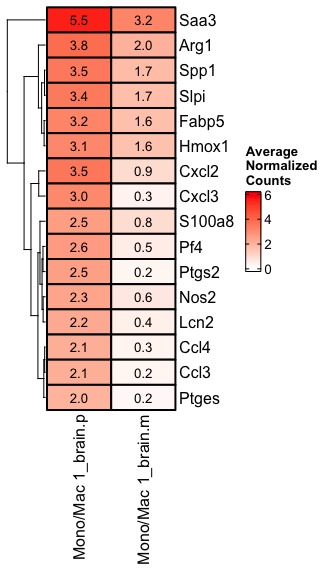 5.5 3.2 Saa3
3.8 2.0 Arg1
3.5 1.7 Spp1
3.4 1.7 Slpi
3.2 1.6 Fabp5
3.1 1.6 Hmox1
3.5 0.9 Cxcl2
3.0 0.3 Cxcl3
2.5 0.8 S100a8
2.6 0.5 Pf4
2.5 0.2 Ptgs2
2.3 0.6 Nos2
2.2 0.4 Lcn2
2.1 0.3 Ccl4
2.1 0.2 Ccl3
2.0 0.2 Ptges
Mono/Mac 1_brain.p
Mono/Mac 1_brain.m
Average
Normalized
Counts
6
4
2
0